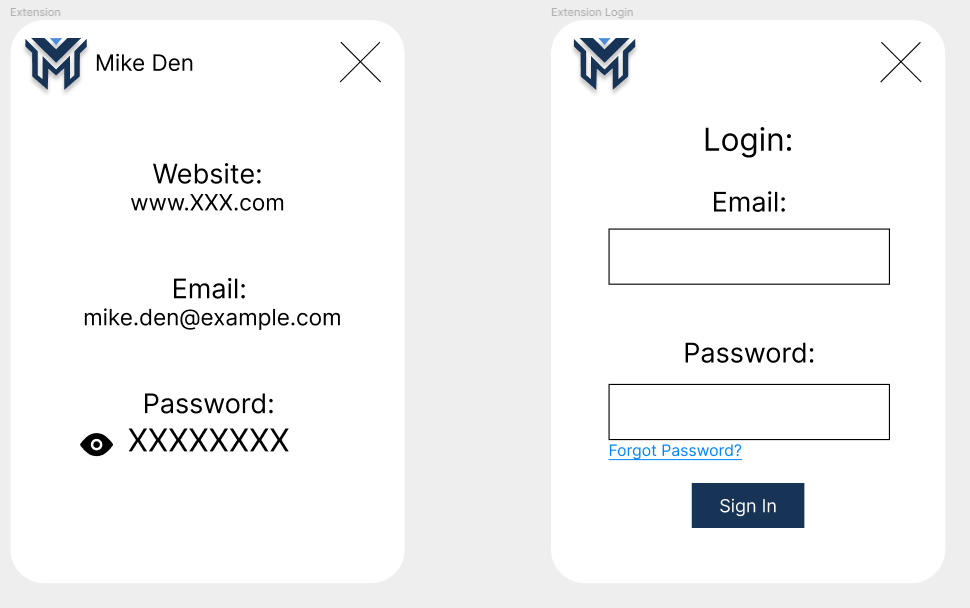 Extension
Mike Den
Website:
www.XXX.com
Email:
mike.den@example.com
Password:
XXXXXXXX
Extension Login
Login:
Email:
Password:
Forgot Password?
Sign In